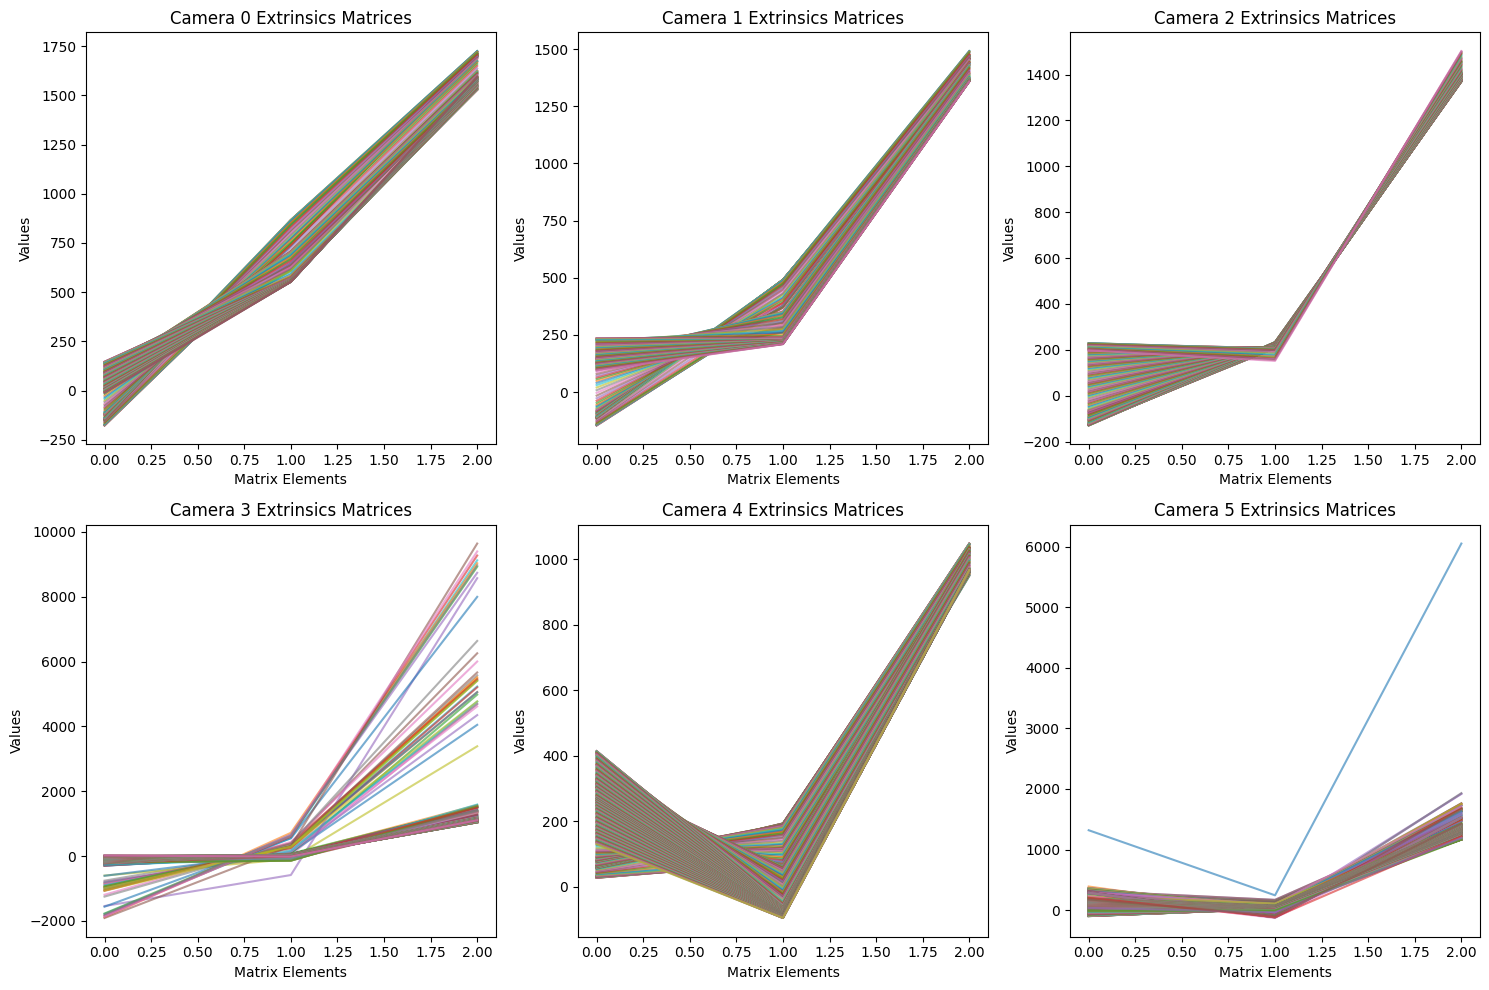 Camera 0 Extrinsics Matrices
Values
1750
1500
1250
1000
750
500
250
0
−250
0.00 0.25 0.50 0.75 1.00 1.25 1.50 1.75 2.00
Matrix Elements
Camera 1 Extrinsics Matrices
Values
1500
1250
1000
750
500
250
0
0.00 0.25 0.50 0.75 1.00 1.25 1.50 1.75 2.00
Matrix Elements
Camera 2 Extrinsics Matrices
Values
1400
1200
1000
800
600
400
200
0
−200
0.00 0.25 0.50 0.75 1.00 1.25 1.50 1.75 2.00
Matrix Elements
Camera 3 Extrinsics Matrices
Values
10000
8000
6000
4000
2000
0
−2000
0.00 0.25 0.50 0.75 1.00 1.25 1.50 1.75 2.00
Matrix Elements
Camera 4 Extrinsics Matrices
Values
1000
800
600
400
200
0
0.00 0.25 0.50 0.75 1.00 1.25 1.50 1.75 2.00
Matrix Elements
Camera 5 Extrinsics Matrices
Values
6000
5000
4000
3000
2000
1000
0
0.00 0.25 0.50 0.75 1.00 1.25 1.50 1.75 2.00
Matrix Elements